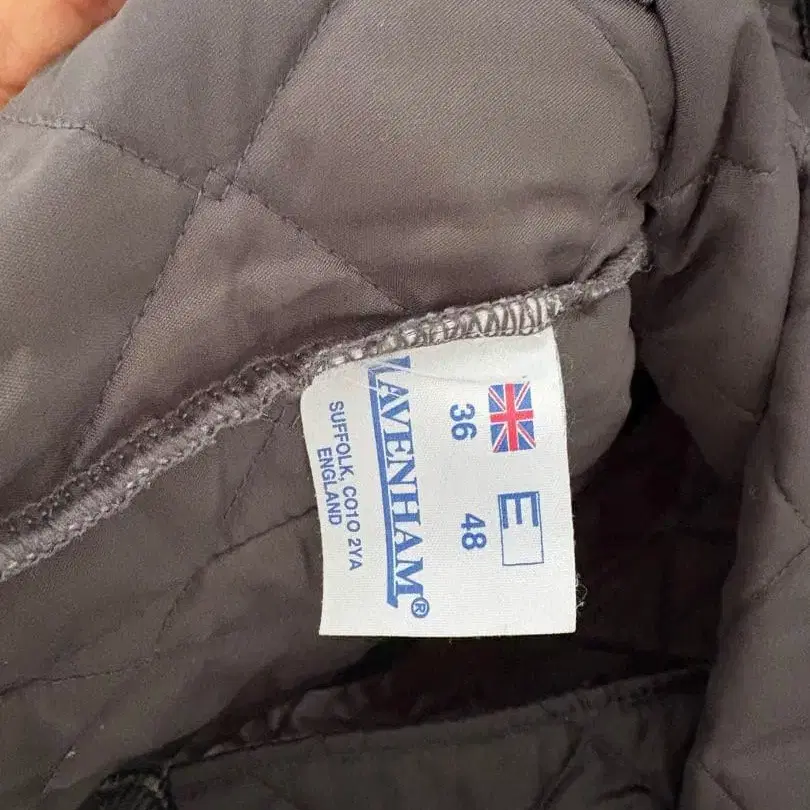 E
36 48
LAVENHAM®
SUFFOLK, CO10 2YA
ENGLAND